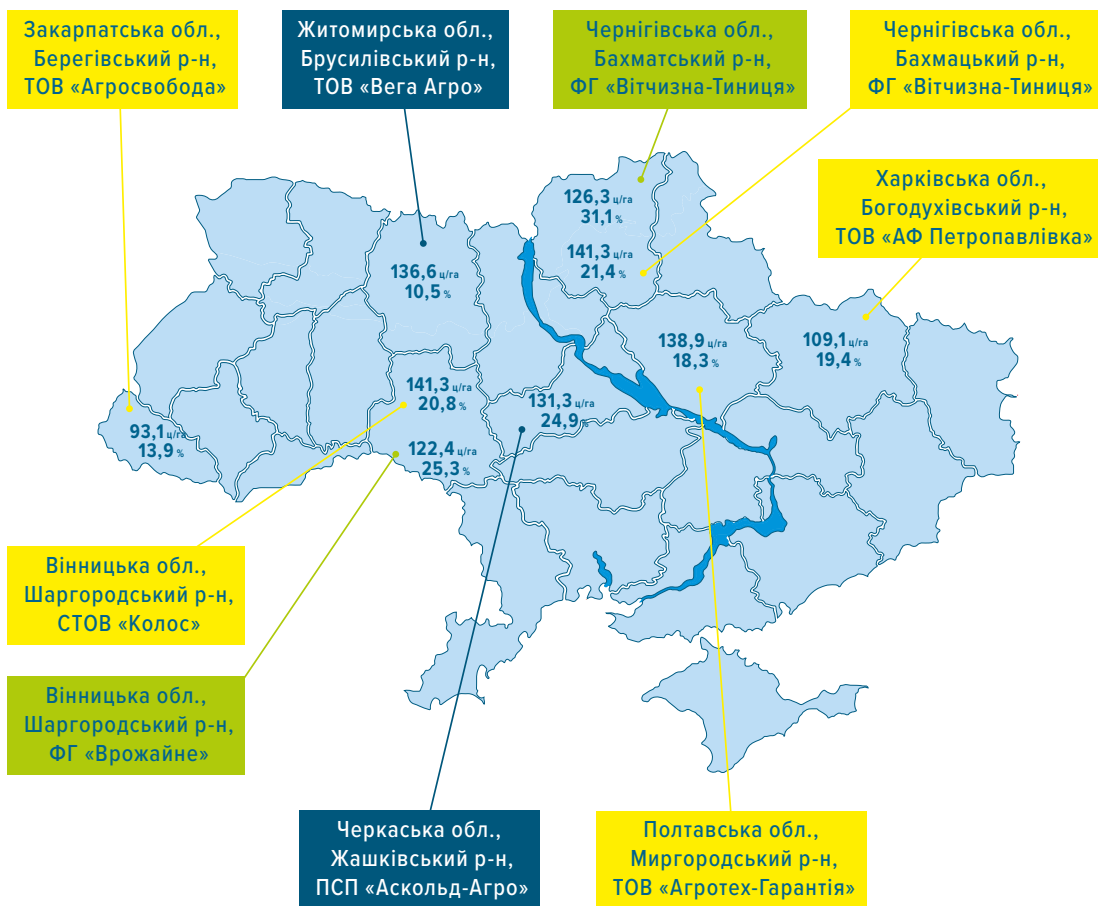 Закарпатська обл.,
Берегівський р-н,
ТОВ «Агросвобода»
Житомирська обл.,
Брусилівський р-н,
ТОВ «Вега Агро»
Чернігівська обл.,
Бахматський р-н,
ФГ «Вітчизна-Тиниця»
Чернігівська обл.,
Бахмацький р-н,
ФГ «Вітчизна-Тиниця»
Харківська обл.,
Богодухівський р-н,
ТОВ «АФ Петропавлівка»
126,3 ц/га
31,1 %
141,3 ц/га
21,4 %
136,6 ц/га
10,5 %
138,9 ц/га
18,3 %
109,1 ц/га
19,4 %
141,3 ц/га
20,8 %
131,3 ц/га
24,9 %
93,1 ц/га
13,9 %
122,4 ц/га
25,3 %
Вінницька обл.,
Шаргородський р-н,
СТОВ «Колос»
Вінницька обл.,
Шаргородський р-н,
ФГ «Врожайне»
Черкаська обл.,
Жашківський р-н,
ПСП «Аскольд-Агро»
Полтавська обл.,
Миргородський р-н,
ТОВ «Агротех-Гарантія»